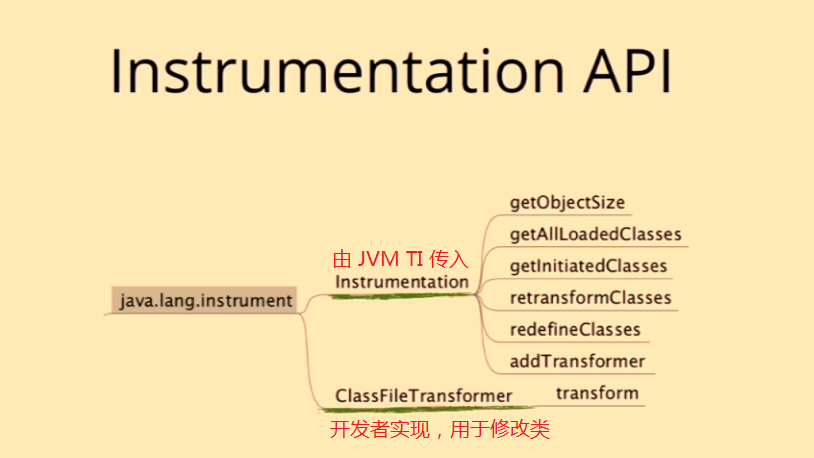 Instrumentation API
getObjectSize
getAllLoadedClasses
由 JVM TI 传入
getInitiatedClasses
Instrumentation
java.lang.instrument
retransformClasses
redefineClasses
addTransformer
ClassFileTransformer
transform
开发者实现，用于修改类